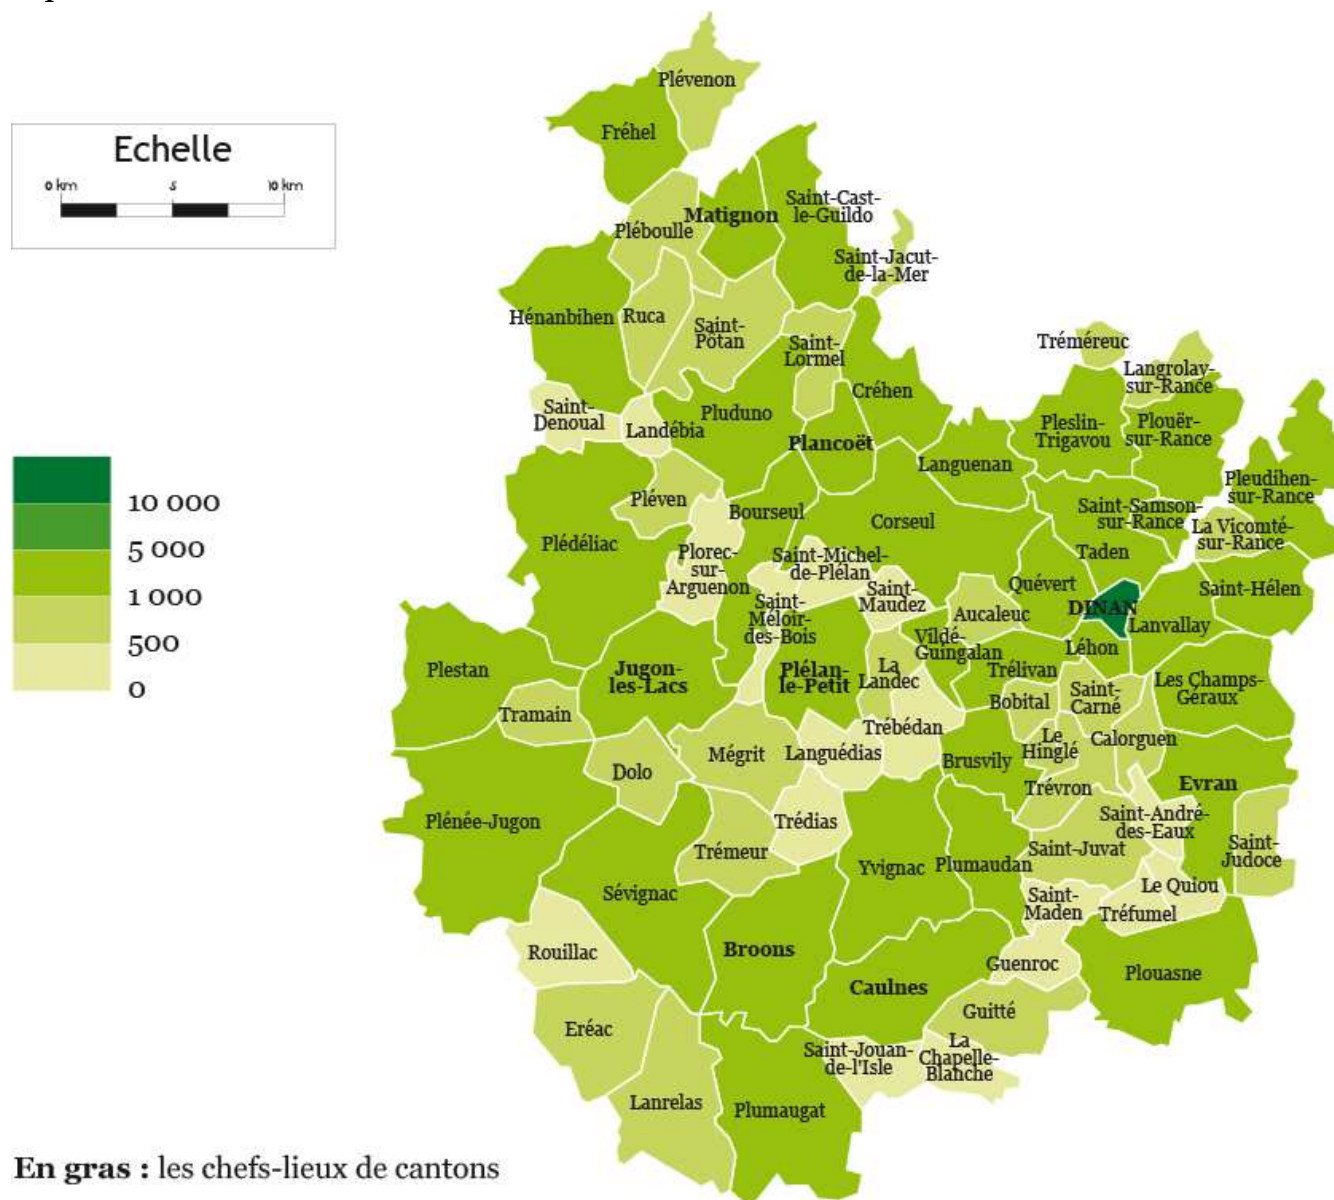 Plévenon
Fréhel
Echelle
0 km 5 10 km
Saint-Cast-
le-Guildo
Matignon
Pléboulle
Saint-Jacut-
de-la-Mer
Hénanbihen
Ruca
Saint-
Pôtan
Saint-
Lormel
Tréméreuc
Langrolay-
sur-Rance
Créhen
Saint-
Denoual
Landébia
Pluduno
Plancoët
Pleslin-
Trigavou
Plouër-
sur-Rance
Languenan
Pleudihen-
sur-Rance
10 000
5 000
1 000
500
0
Pléven
Bourseul
Corseul
Saint-Samson-
sur-Rance
La Vicomté-
sur-Rance
Plédéliac
Plorec-
sur-
Arguenon
Saint-Michel-
de-Plélan
Taden
Quévert
Saint-Hélen
Saint-
Maudez
Saint-
Méloir-
des-Bois
Aucaleuc
DINAN
Lanvallay
Vildé-
Guingalan
Léhon
Plestan
Jugon-
les-Lacs
Plélan-
le-Petit
La
Landec
Trélivan
Les Champs-
Géraux
Tramain
Bobital
Saint-
Carné
Trébédan
Le
Hinglé
Calorguen
Dolo
Mégrit
Languédias
Brusvily
Evran
Trévron
Plénée-Jugon
Trédias
Saint-André-
des-Eaux
Trémeur
Yvignac
Plumaudan
Saint-Juvat
Saint-
Judoce
Sévignac
Saint-
Maden
Le Quiou
Tréfumel
Rouillac
Broons
Guenroc
Plouasne
Caulnes
Guitté
Eréac
Saint-Jouan-
de-l'Isle
La
Chapelle-
Blanche
Lanrelas
Plumaugat
En gras : les chefs-lieux de cantons